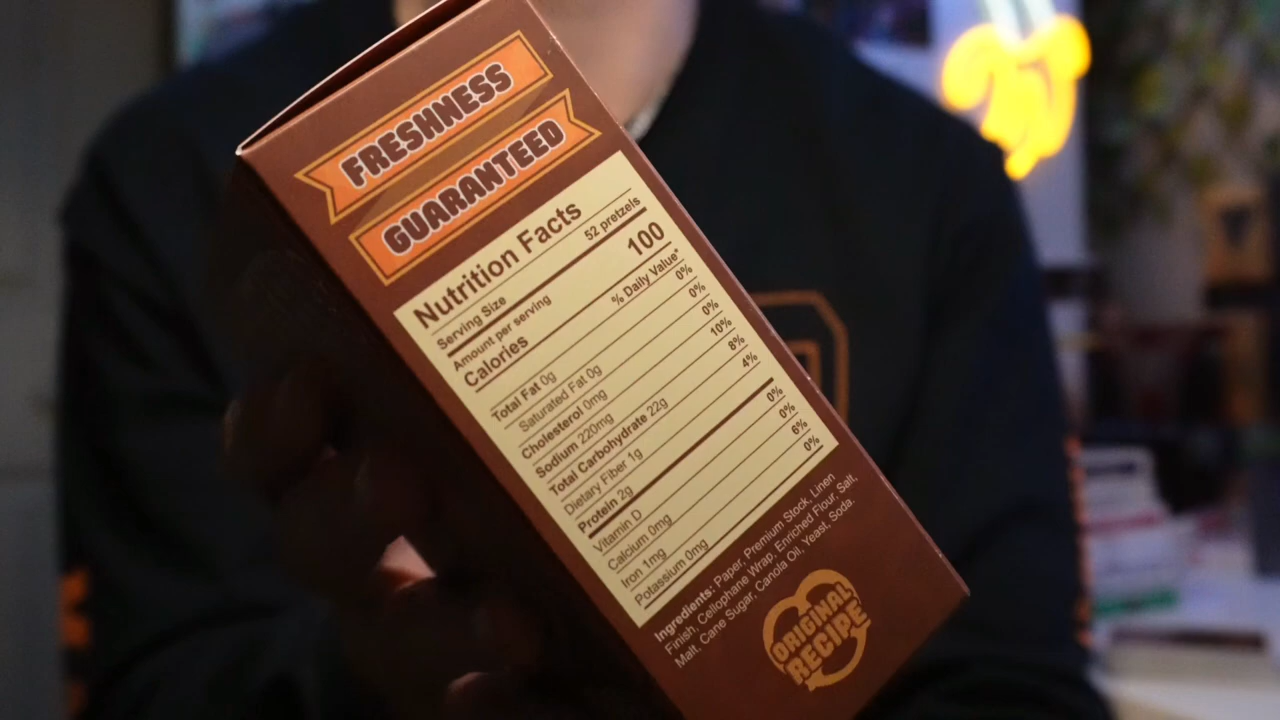 FRESHNESS
GUARANTEED
Nutrition Facts
Serving Size 52 pretzels
Amount per serving
Calories 100
% Daily Value*
Total Fat 0g 0%
Saturated Fat 0g 0%
Cholesterol 0mg 0%
Sodium 220mg 10%
Total Carbohydrate 22g 8%
Dietary Fiber 1g 4%
Protein 2g
Vitamin D 0%
Calcium 0mg 0%
Iron 1mg 6%
Potassium 0mg 0%
Ingredients: Paper, Premium Stock, Linen
Finish, Cellophane Wrap, Enriched Flour, Salt,
Malt, Cane Sugar, Canola Oil, Yeast, Soda.
ORIGINAL
RECIPE